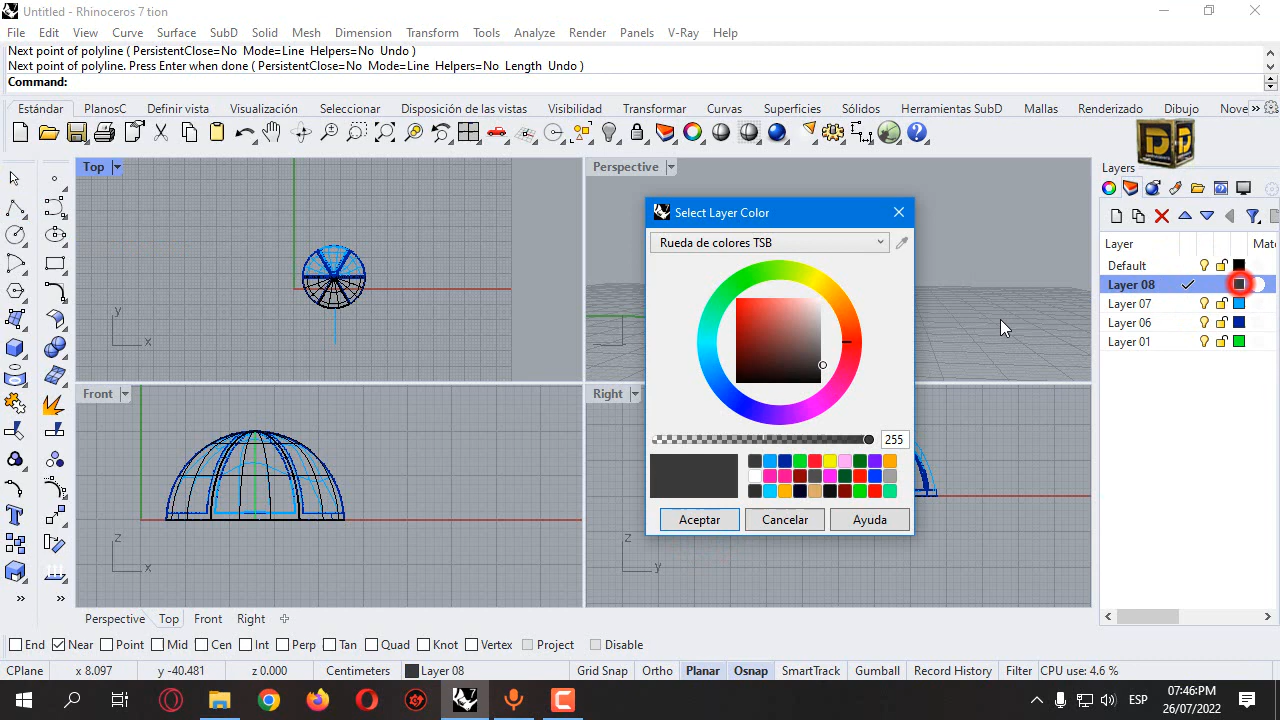 Untitled - Rhinoceros 7 tion
File Edit View Curve Surface SubD Solid Mesh Dimension Transform Tools Analyze Render Panels V-Ray Help
Next point of polyline ( PersistentClose=No Mode=Line Helpers=No Undo )
Next point of polyline. Press Enter when done ( PersistentClose=No Mode=Line Helpers=No Length Undo )
Command:
Estándar PlanosC Definir vista Visualización Seleccionar Disposición de las vistas Visibilidad Transformar Curvas Superficies Sólidos Herramientas SubD Mallas Renderizado Dibujo Nove
Top
Perspective
Layers
Select Layer Color
Rueda de colores TSB
Layer Mate
Default
Layer 08
Layer 07
Layer 06
Layer 01
y
x
Front
Right
255
Aceptar Cancelar Ayuda
z
x
z
y
Perspective Top Front Right
End Near Point Mid Cen Int Perp Tan Quad Knot Vertex Project Disable
CPlane x 8.097 y -40.481 z 0.000 Centimeters Layer 08 Grid Snap Ortho Planar Osnap SmartTrack Gumball Record History Filter CPU use: 4.6 %
ESP
07:46PM
26/07/2022